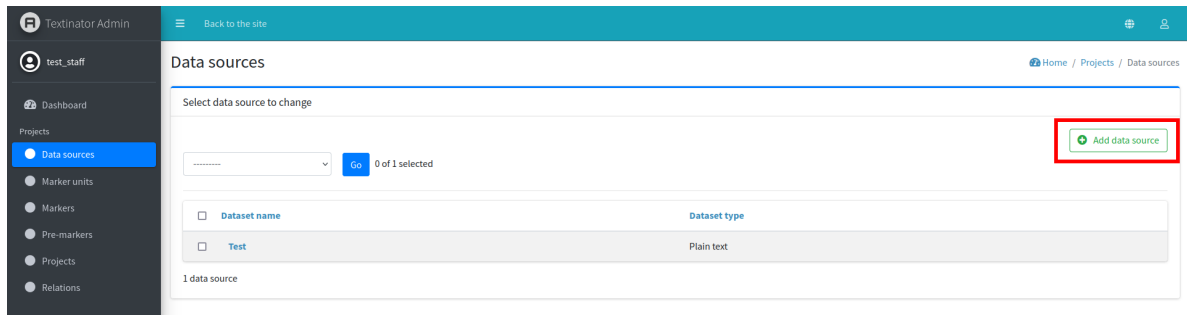 Textinator Admin
Back to the site
test_staff
Data sources
Home / Projects / Data sources
Dashboard
Select data source to change
Projects
Add data source
Data sources
---------
Go
0 of 1 selected
Marker units
Markers
Dataset name
Dataset type
Pre-markers
Test
Plain text
Projects
1 data source
Relations